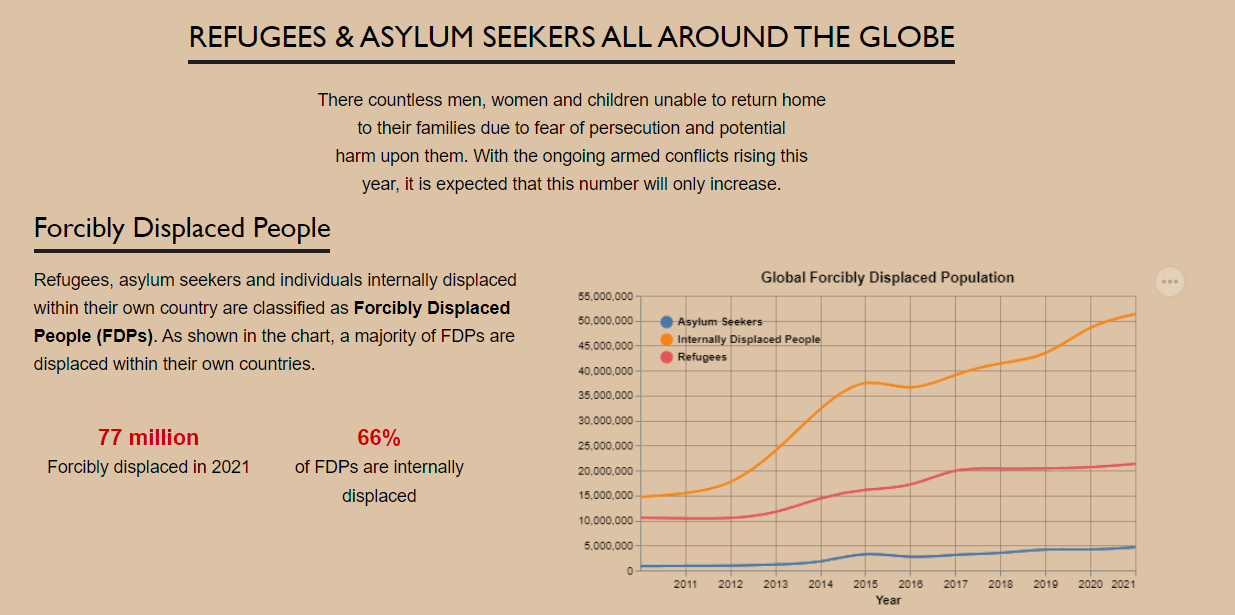 REFUGEES & ASYLUM SEEKERS ALL AROUND THE GLOBE
There countless men, women and children unable to return home
to their families due to fear of persecution and potential
harm upon them. With the ongoing armed conflicts rising this
year, it is expected that this number will only increase.
Forcibly Displaced People
Refugees, asylum seekers and individuals internally displaced
within their own country are classified as Forcibly Displaced
People (FDPs). As shown in the chart, a majority of FDPs are
displaced within their own countries.
77 million
Forcibly displaced in 2021
66%
of FDPs are internally
displaced
Global Forcibly Displaced Population
55,000,000
50,000,000
45,000,000
40,000,000
35,000,000
30,000,000
25,000,000
20,000,000
15,000,000
10,000,000
5,000,000
0
Asylum Seekers
Internally Displaced People
Refugees
2011 2012 2013 2014 2015 2016 2017 2018 2019 2020 2021
Year